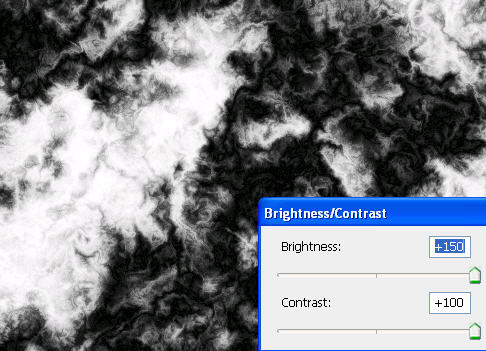 Brightness/Contrast
Brightness: +150
Contrast: +100